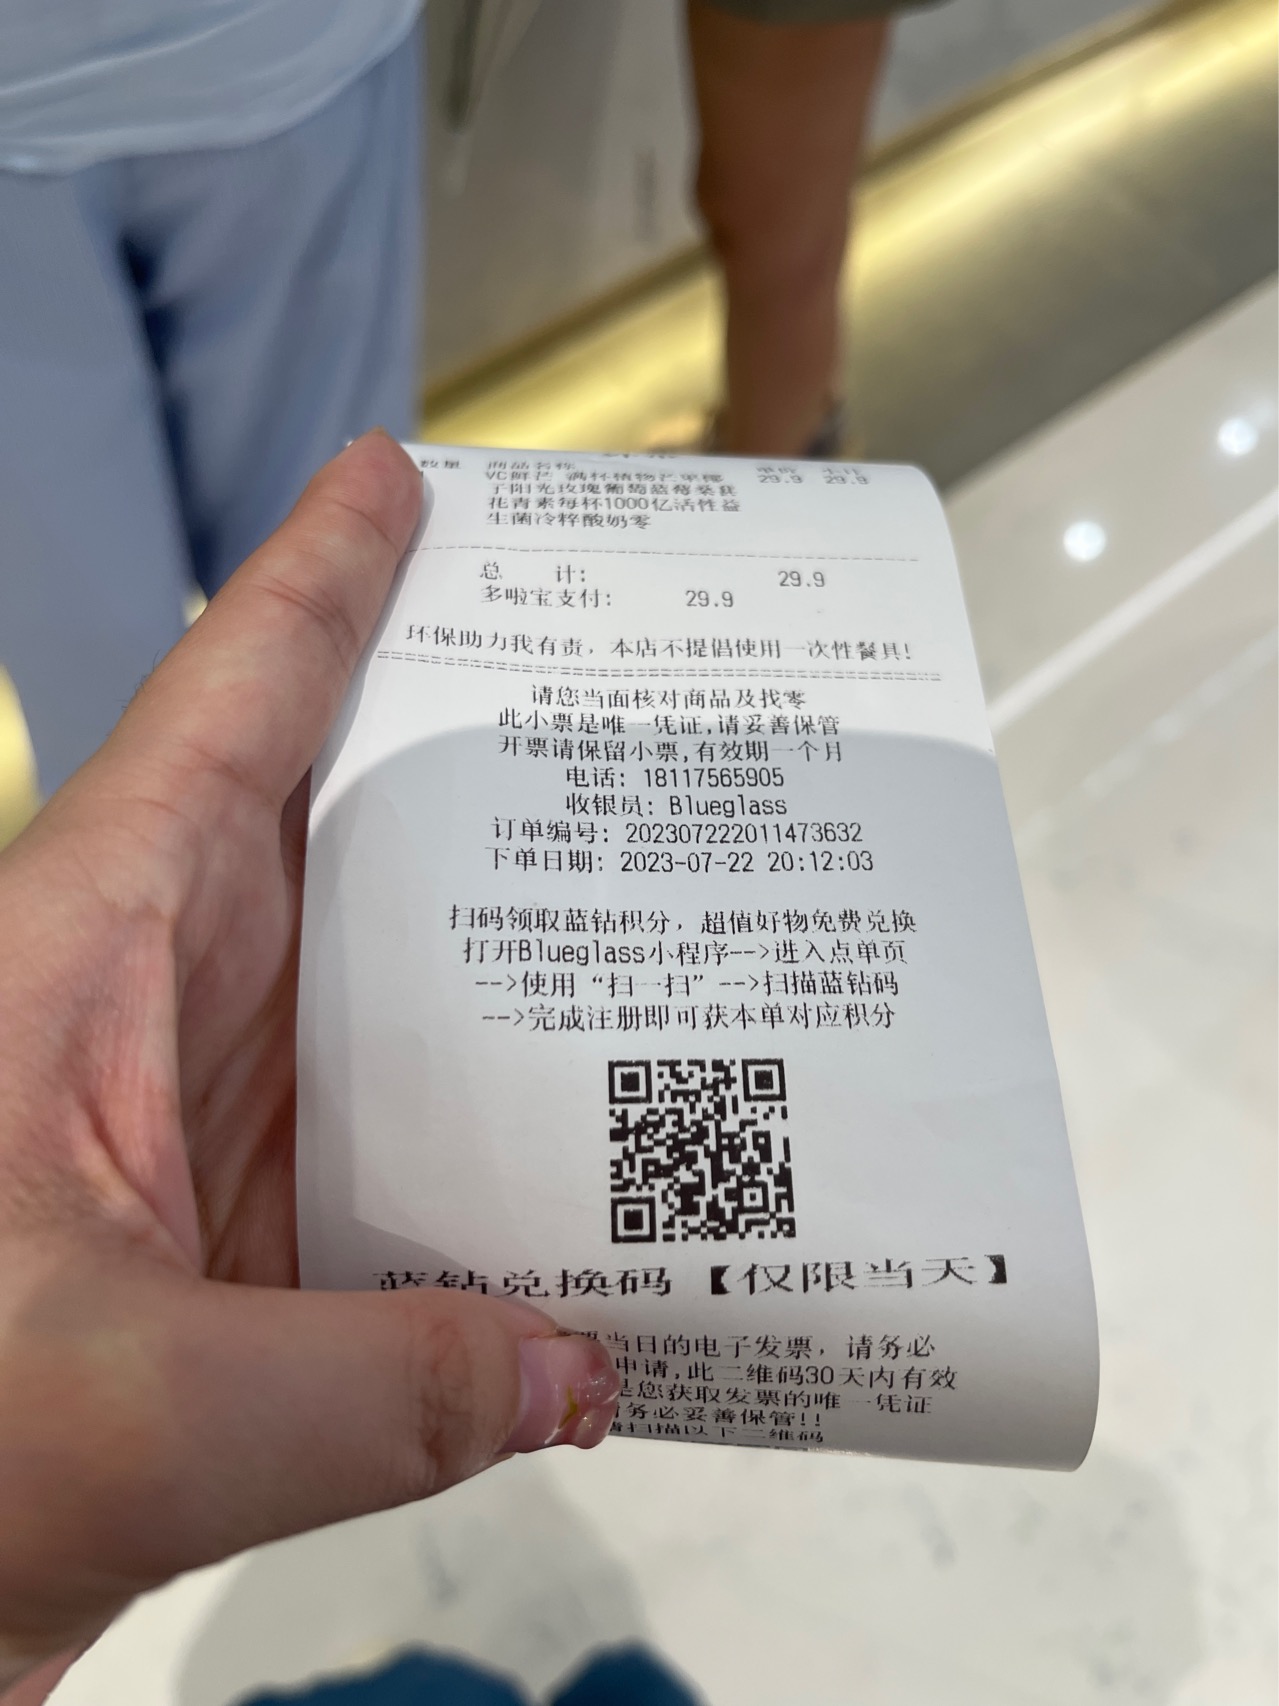 数量 商品名称 单价 小计
VC鲜芒 满杯植物芒果椰 29.9 29.9
子阳光玫瑰葡萄蓝莓桑葚
花青素每杯1000亿活性益
生菌冷粹酸奶零
总 计: 29.9
多啦宝支付: 29.9
环保助力我有责，本店不提倡使用一次性餐具!
请您当面核对商品及找零
此小票是唯一凭证,请妥善保管
开票请保留小票,有效期一个月
电话: 18117565905
收银员: Blueglass
订单编号: 202307222011473632
下单日期: 2023-07-22 20:12:03
扫码领取蓝钻积分，超值好物免费兑换
打开Blueglass小程序-->进入点单页
-->使用“扫一扫”-->扫描蓝钻码
-->完成注册即可获本单对应积分
蓝钻兑换码【仅限当天】
当日的电子发票，请务必
申请,此二维码30天内有效
是您获取发票的唯一凭证
务必妥善保管!!
请扫描以下二维码